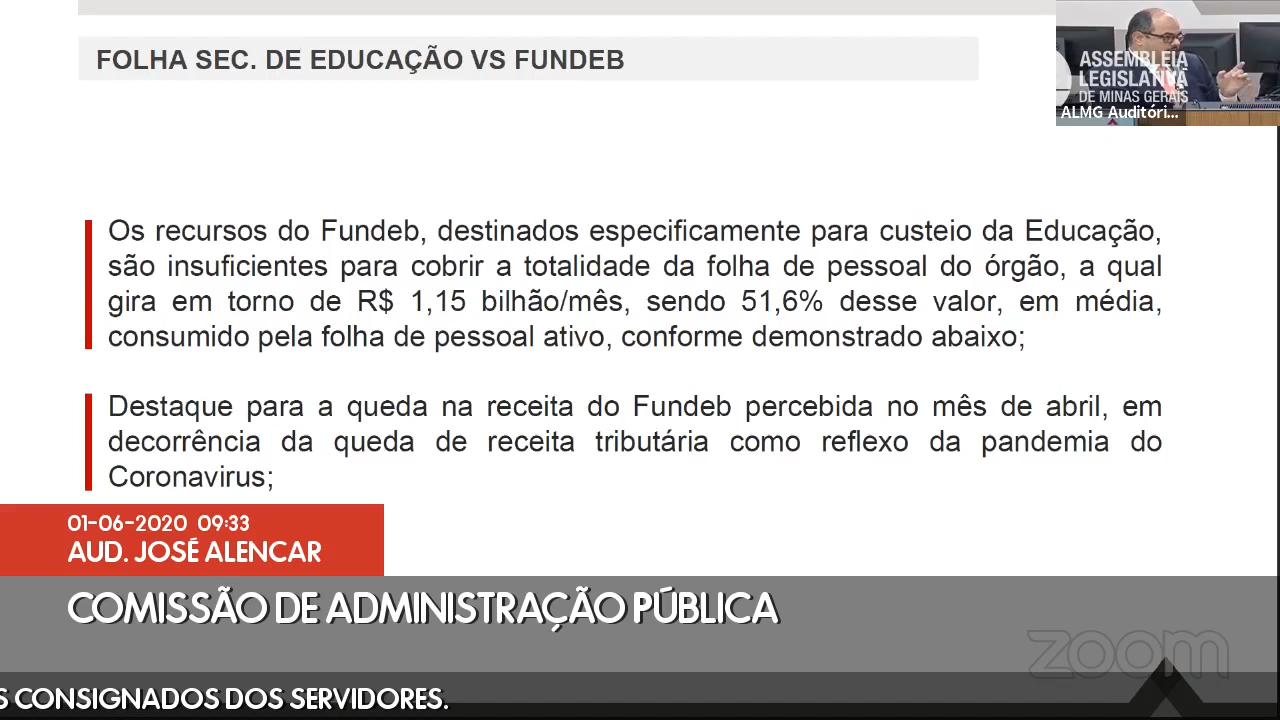 FOLHA SEC. DE EDUCAÇÃO VS FUNDEB
ASSEMBLEIA
LEGISLATIVA
DE MINAS GERAIS
ALMG Auditóri...
Os recursos do Fundeb, destinados especificamente para custeio da Educação,
são insuficientes para cobrir a totalidade da folha de pessoal do órgão, a qual
gira em torno de R$ 1,15 bilhão/mês, sendo 51,6% desse valor, em média,
consumido pela folha de pessoal ativo, conforme demonstrado abaixo;
Destaque para a queda na receita do Fundeb percebida no mês de abril, em
decorrência da queda de receita tributária como reflexo da pandemia do
Coronavirus;
01-06-2020 09:33
AUD. JOSÉ ALENCAR
COMISSÃO DE ADMINISTRAÇÃO PÚBLICA
zoom
S CONSIGNADOS DOS SERVIDORES.